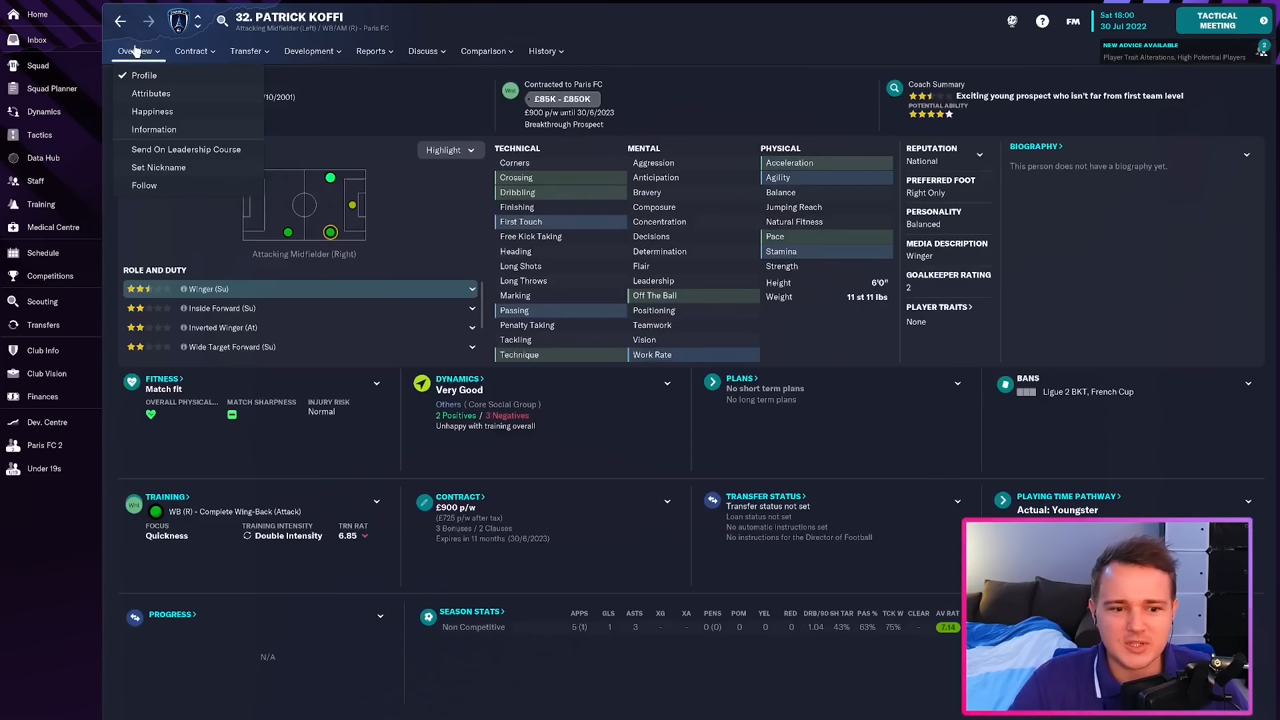 Home
Inbox
Squad
Squad Planner
Dynamics
Tactics
Data Hub
Staff
Training
Medical Centre
Schedule
Competitions
Scouting
Transfers
Club Info
Club Vision
Finances
Dev. Centre
Paris FC 2
Under 19s
32. PATRICK KOFFI
Attacking Midfielder (Left) / WB/AM (R) - Paris FC
FM
Sat 18:00
30 Jul 2022
TACTICAL MEETING
Overview
Contract
Transfer
Development
Reports
Discuss
Comparison
History
NEW ADVICE AVAILABLE
Player Trait Alterations, High Potential Players
2
Profile
Attributes
Happiness
Information
Send On Leadership Course
Set Nickname
Follow
/10/2001)
Contracted to Paris FC
£85K - £850K
£900 p/w until 30/6/2023
Breakthrough Prospect
Coach Summary
Exciting young prospect who isn't far from first team level
POTENTIAL ABILITY
Highlight
Attacking Midfielder (Right)
ROLE AND DUTY
Winger (Su)
Inside Forward (Su)
Inverted Winger (At)
Wide Target Forward (Su)
TECHNICAL
Corners
Crossing
Dribbling
Finishing
First Touch
Free Kick Taking
Heading
Long Shots
Long Throws
Marking
Passing
Penalty Taking
Tackling
Technique
MENTAL
Aggression
Anticipation
Bravery
Composure
Concentration
Decisions
Determination
Flair
Leadership
Off The Ball
Positioning
Teamwork
Vision
Work Rate
PHYSICAL
Acceleration
Agility
Balance
Jumping Reach
Natural Fitness
Pace
Stamina
Strength
Height 6'0"
Weight 11 st 11 lbs
REPUTATION
National
PREFERRED FOOT
Right Only
PERSONALITY
Balanced
MEDIA DESCRIPTION
Winger
GOALKEEPER RATING
2
PLAYER TRAITS
None
BIOGRAPHY
This person does not have a biography yet.
FITNESS
Match fit
OVERALL PHYSICAL...
MATCH SHARPNESS
INJURY RISK
Normal
DYNAMICS
Very Good
Others ( Core Social Group )
2 Positives / 3 Negatives
Unhappy with training overall
PLANS
No short term plans
No long term plans
BANS
Ligue 2 BKT, French Cup
TRAINING
WB (R) - Complete Wing-Back (Attack)
FOCUS
Quickness
TRAINING INTENSITY
Double Intensity
TRN RAT
6.85
CONTRACT
£900 p/w
(£725 p/w after tax)
3 Bonuses / 2 Clauses
Expires in 11 months (30/6/2023)
TRANSFER STATUS
Transfer status not set
Loan status not set
No automatic instructions set
No instructions for the Director of Football
PLAYING TIME PATHWAY
Actual: Youngster
PROGRESS
N/A
SEASON STATS
APPS GLS ASTS XG XA PENS POM YEL RED DRB/90 SH TAR PAS % TCK W CLEAR AV RAT
Non Competitive 5 (1) 1 3 - - 0 (0) 0 0 0 1.04 43% 63% 75% - 7.14